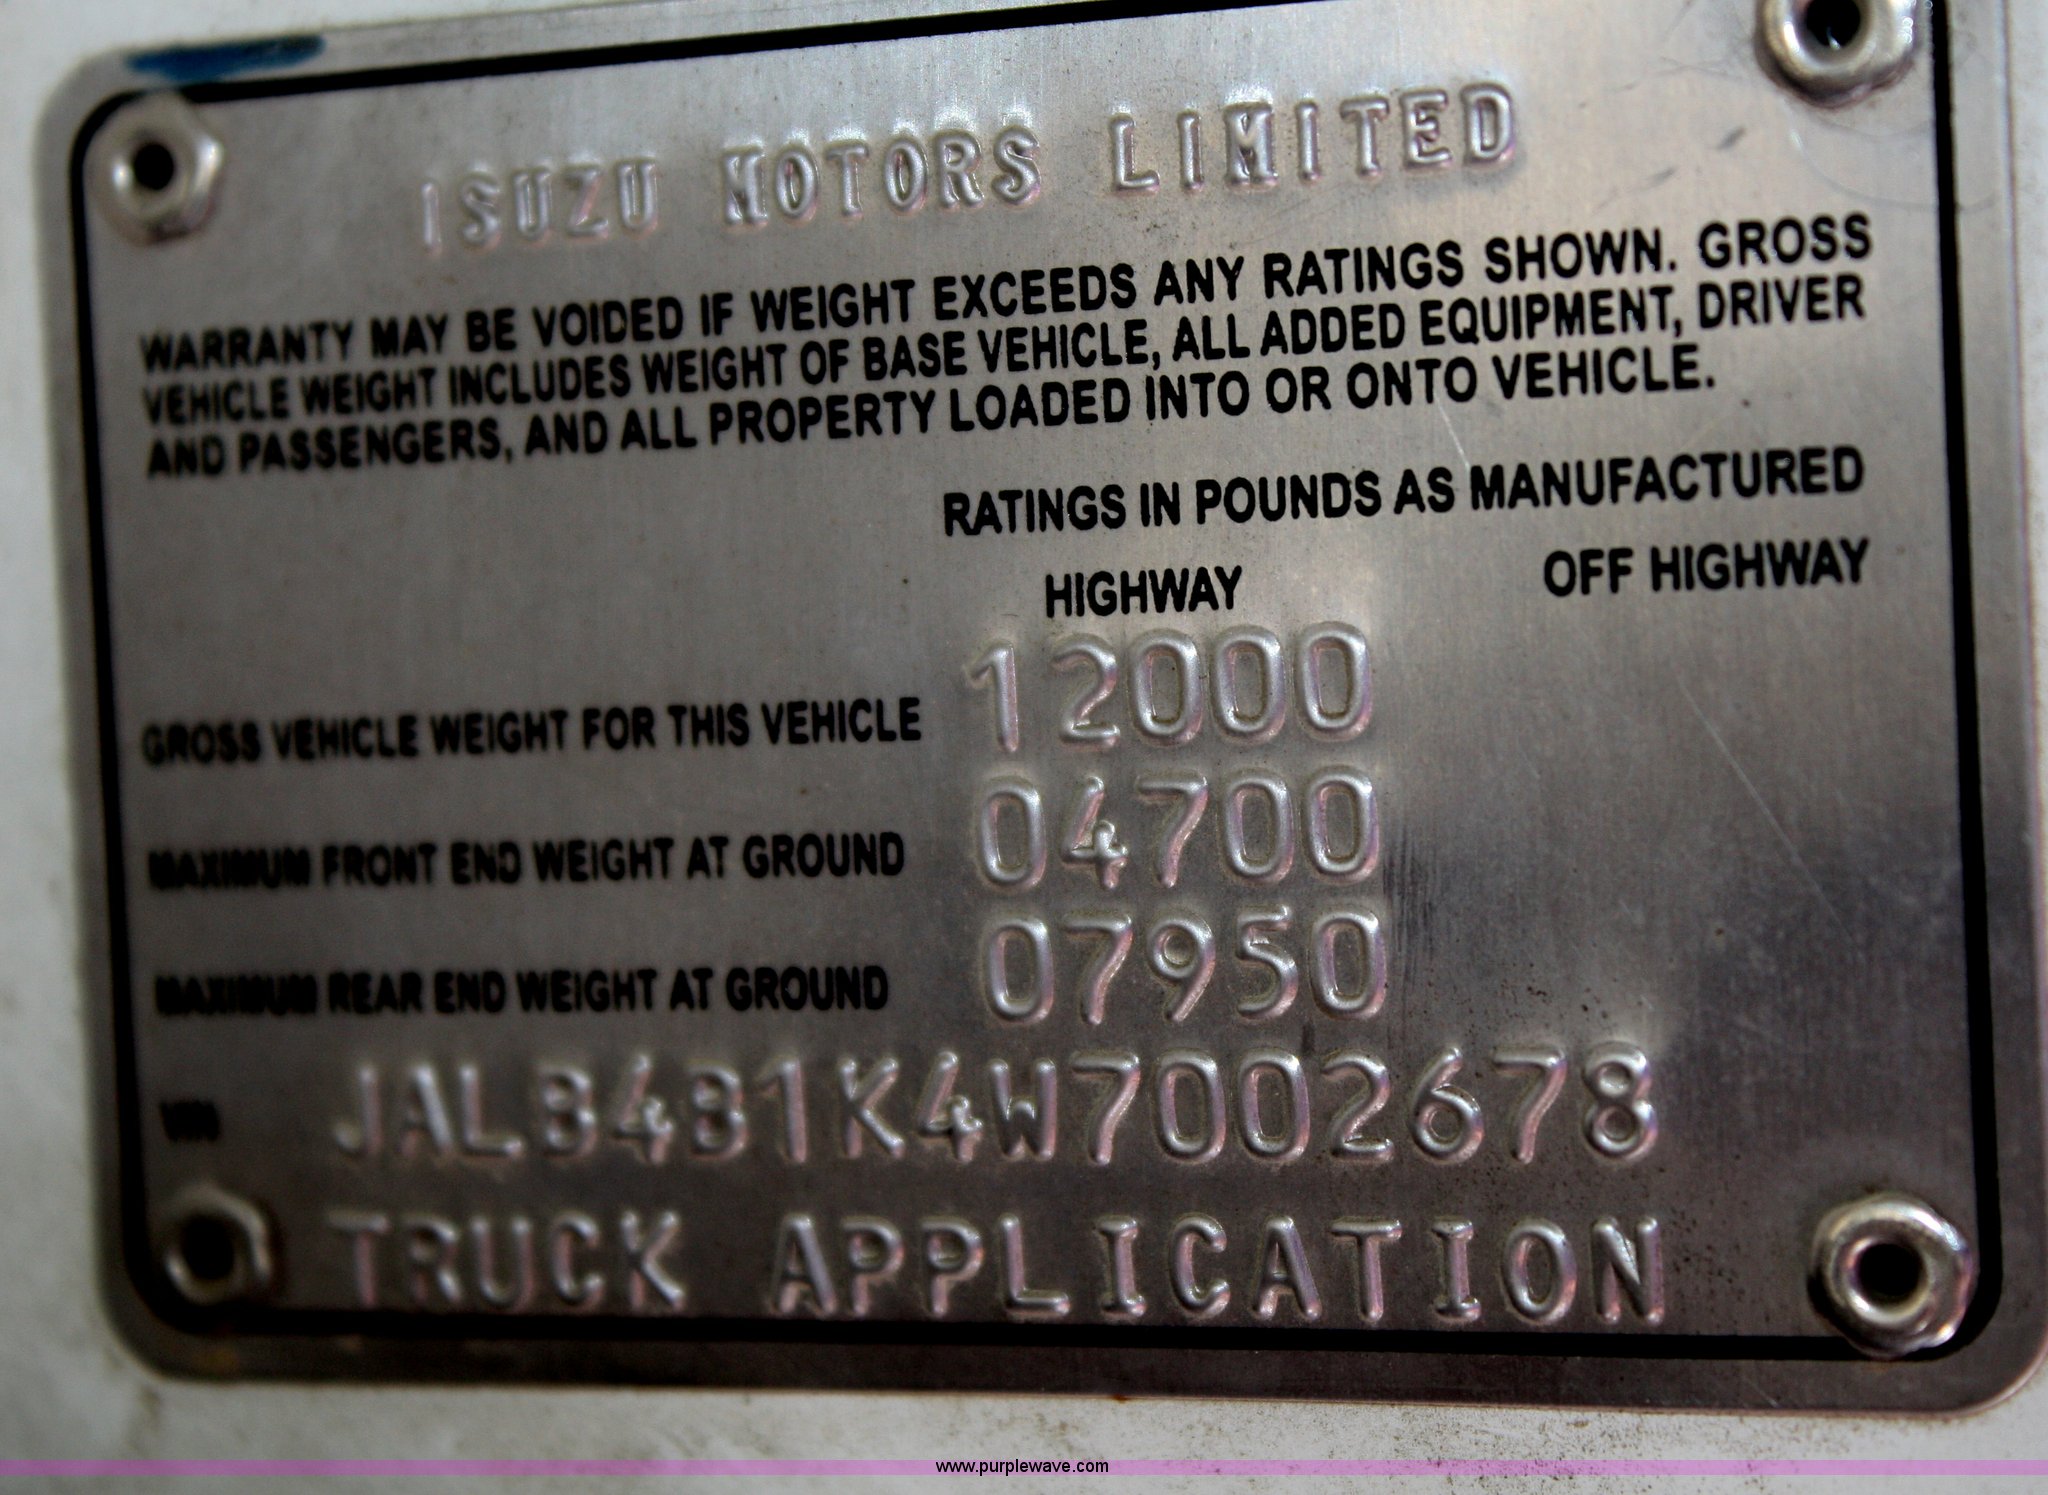 ISUZU MOTORS LIMITED
WARRANTY MAY BE VOIDED IF WEIGHT EXCEEDS ANY RATINGS SHOWN. GROSS
VEHICLE WEIGHT INCLUDES WEIGHT OF BASE VEHICLE, ALL ADDED EQUIPMENT, DRIVER
AND PASSENGERS, AND ALL PROPERTY LOADED INTO OR ONTO VEHICLE.
RATINGS IN POUNDS AS MANUFACTURED
HIGHWAY OFF HIGHWAY
GROSS VEHICLE WEIGHT FOR THIS VEHICLE 12000
MAXIMUM FRONT END WEIGHT AT GROUND 04700
MAXIMUM REAR END WEIGHT AT GROUND 07950
VIN JALB4B1K4W7002678
TRUCK APPLICATION
www.purplewave.com